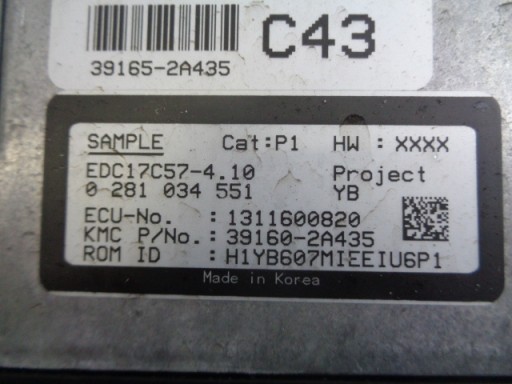 C43
39165-2A435
SAMPLE Cat:P1 HW : XXXX
EDC17C57-4.10 Project
0 281 034 551 YB
ECU-No. : 1311600820
KMC P/No.: 39160-2A435
ROM ID : H1YB607MIEEIU6P1
Made in Korea